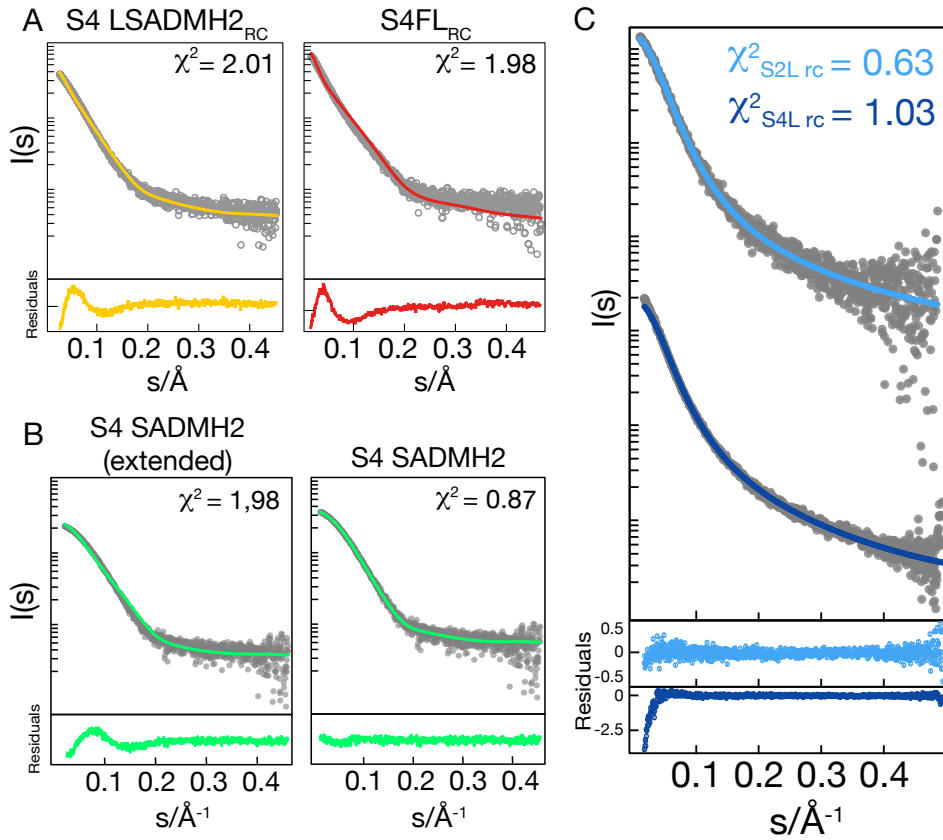 A
S4 LSADMH2RC
χ² = 2.01
I(s)
Residuals
0.1 0.2 0.3 0.4
s/Å
S4FLRC
χ² = 1.98
0.1 0.2 0.3 0.4
s/Å
B
S4 SADMH2
(extended)
χ² = 1,98
I(s)
Residuals
0.1 0.2 0.3 0.4
s/Å⁻¹
S4 SADMH2
χ² = 0.87
0.1 0.2 0.3 0.4
s/Å⁻¹
C
χ²S2L rc = 0.63
χ²S4L rc = 1.03
I(s)
Residuals
0.5
0
-0.5
0
-2.5
0.1 0.2 0.3 0.4
s/Å⁻¹